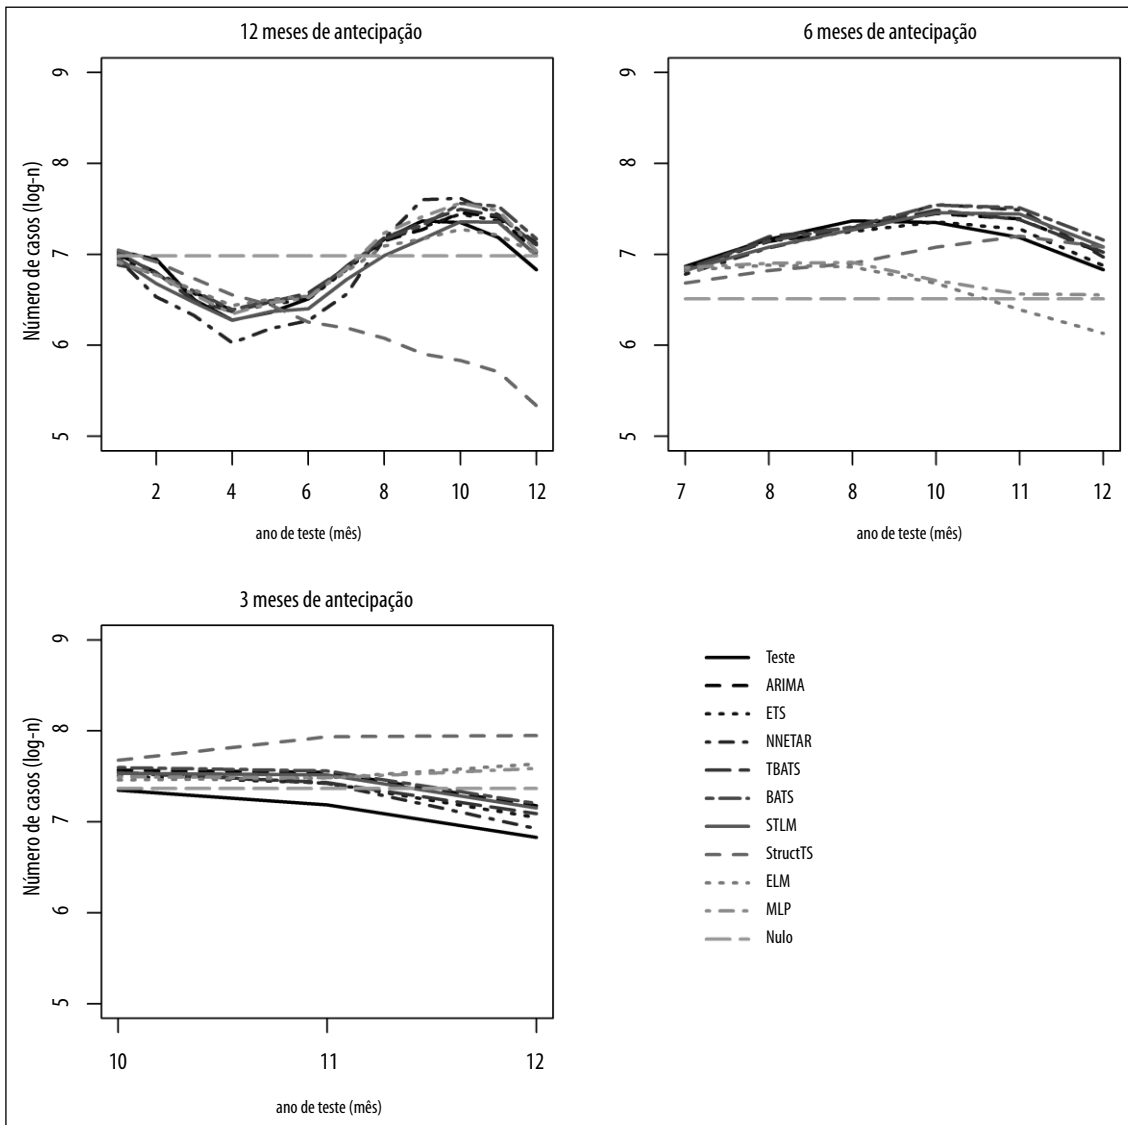 12 meses de antecipação
Número de casos (log-n)
9
8
7
6
5
2 4 6 8 10 12
ano de teste (mês)
6 meses de antecipação
9
8
7
6
5
7 8 8 10 11 12
ano de teste (mês)
3 meses de antecipação
Número de casos (log-n)
9
8
7
6
5
10 11 12
ano de teste (mês)
Teste
ARIMA
ETS
NNETAR
TBATS
BATS
STLM
StructTS
ELM
MLP
Nulo